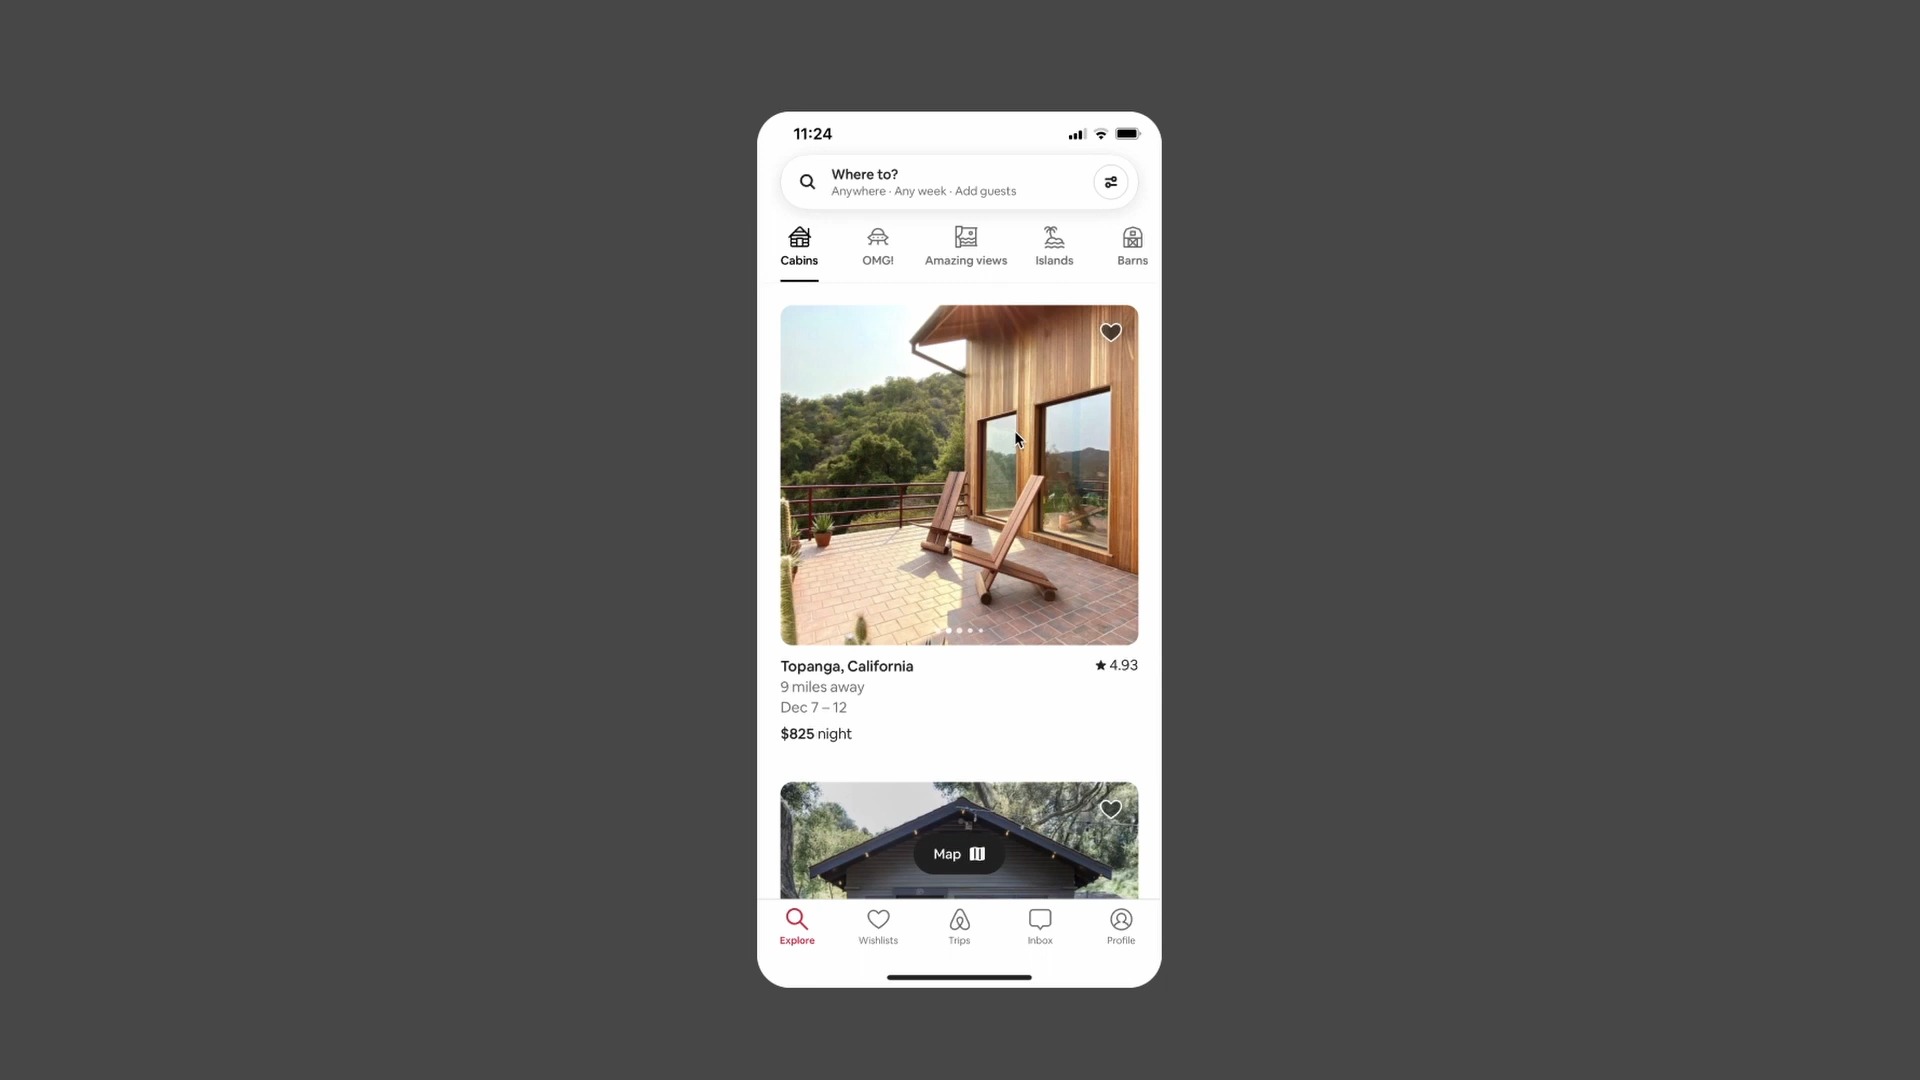 11:24
Where to?
Anywhere · Any week · Add guests
Cabins
OMG!
Amazing views
Islands
Barns
Topanga, California
★ 4.93
9 miles away
Dec 7 – 12
$825 night
Map
Explore
Wishlists
Trips
Inbox
Profile